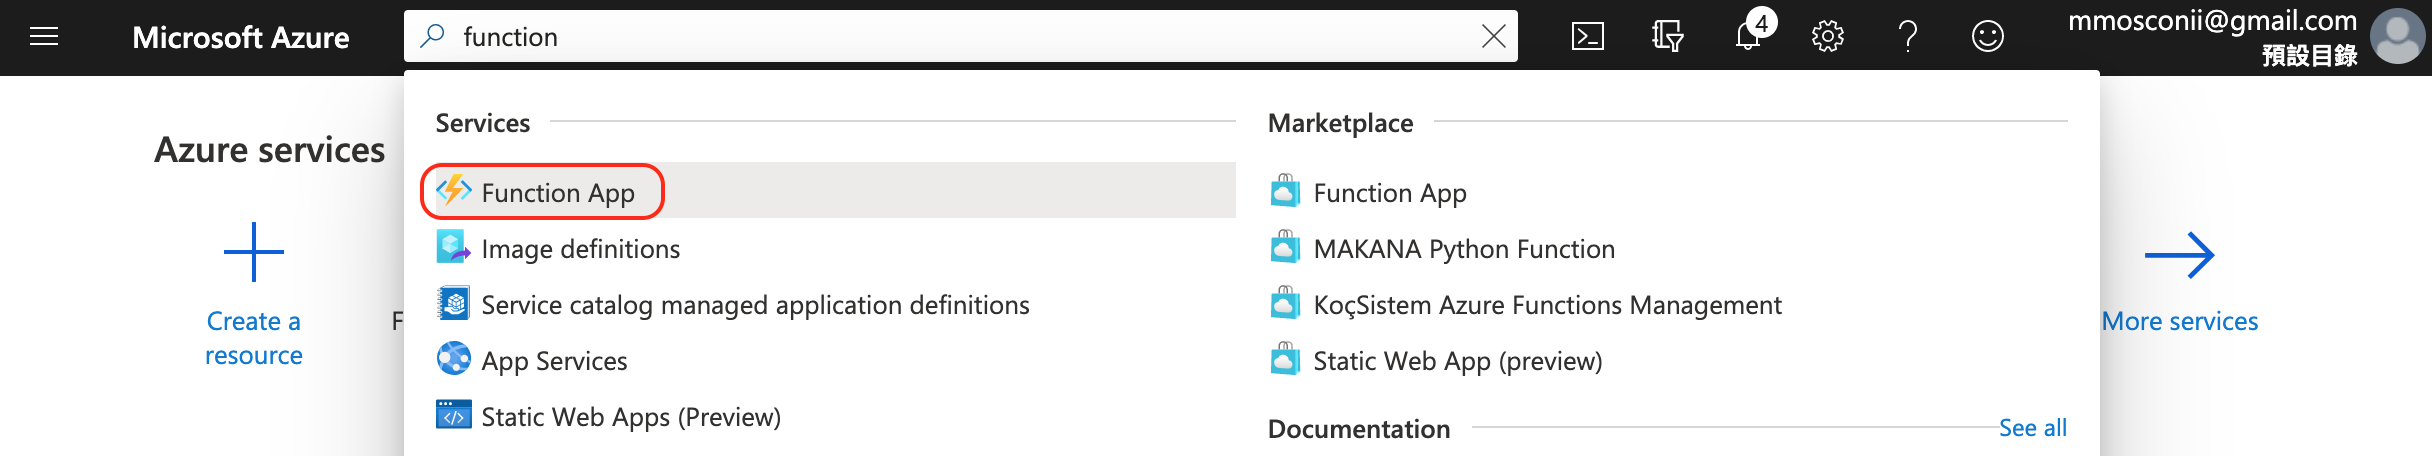 Microsoft Azure
function
4
mmosconii@gmail.com
預設目錄
Azure services
Create a
resource
F
More services
Services
Function App
Image definitions
Service catalog managed application definitions
App Services
Static Web Apps (Preview)
Marketplace
Function App
MAKANA Python Function
KoçSistem Azure Functions Management
Static Web App (preview)
Documentation
See all